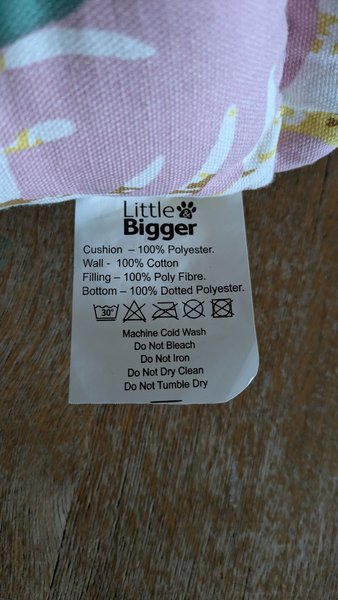 Little &
Bigger
Cushion – 100% Polyester.
Wall - 100% Cotton
Filling – 100% Poly Fibre.
Bottom – 100% Dotted Polyester.
30°
Machine Cold Wash
Do Not Bleach
Do Not Iron
Do Not Dry Clean
Do Not Tumble Dry